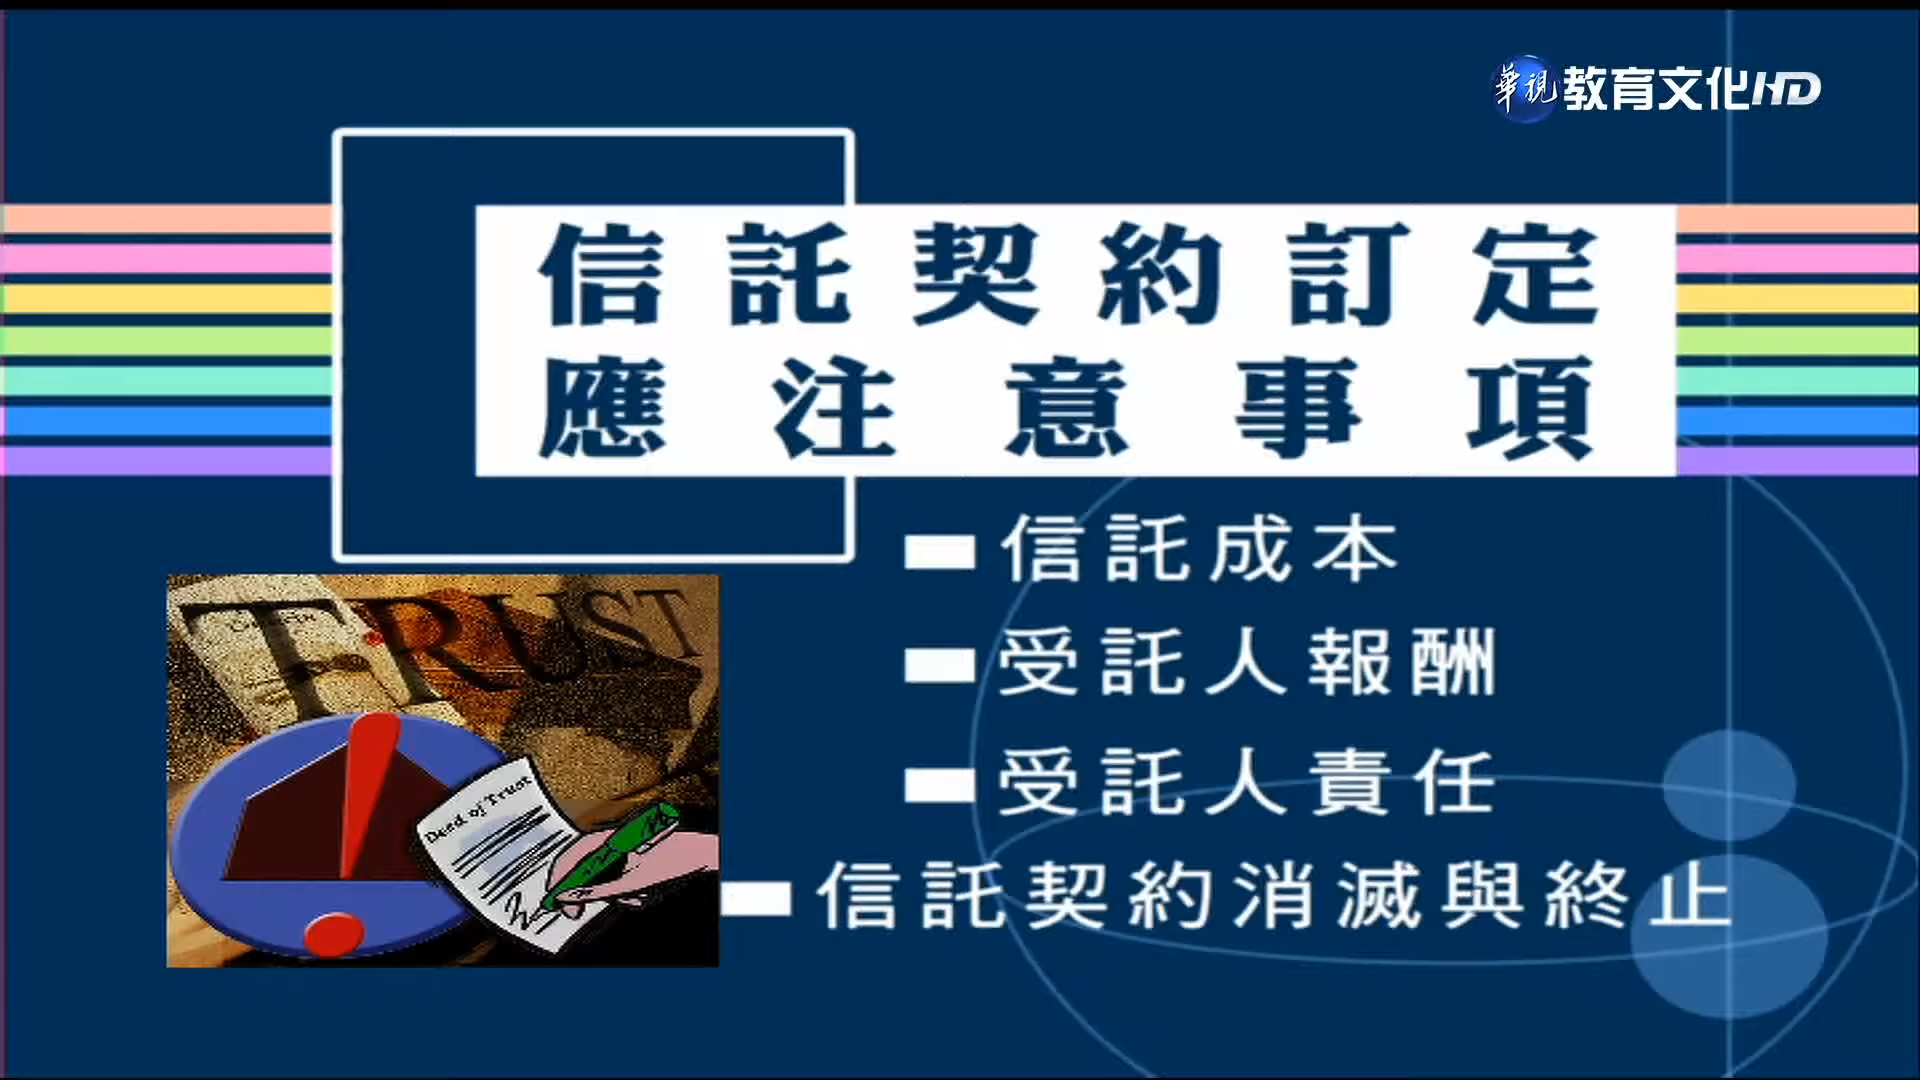 華視教育文化HD
信託契約訂定
應注意事項
信託成本
受託人報酬
受託人責任
信託契約消滅與終止
TRUST
Deed of Trust